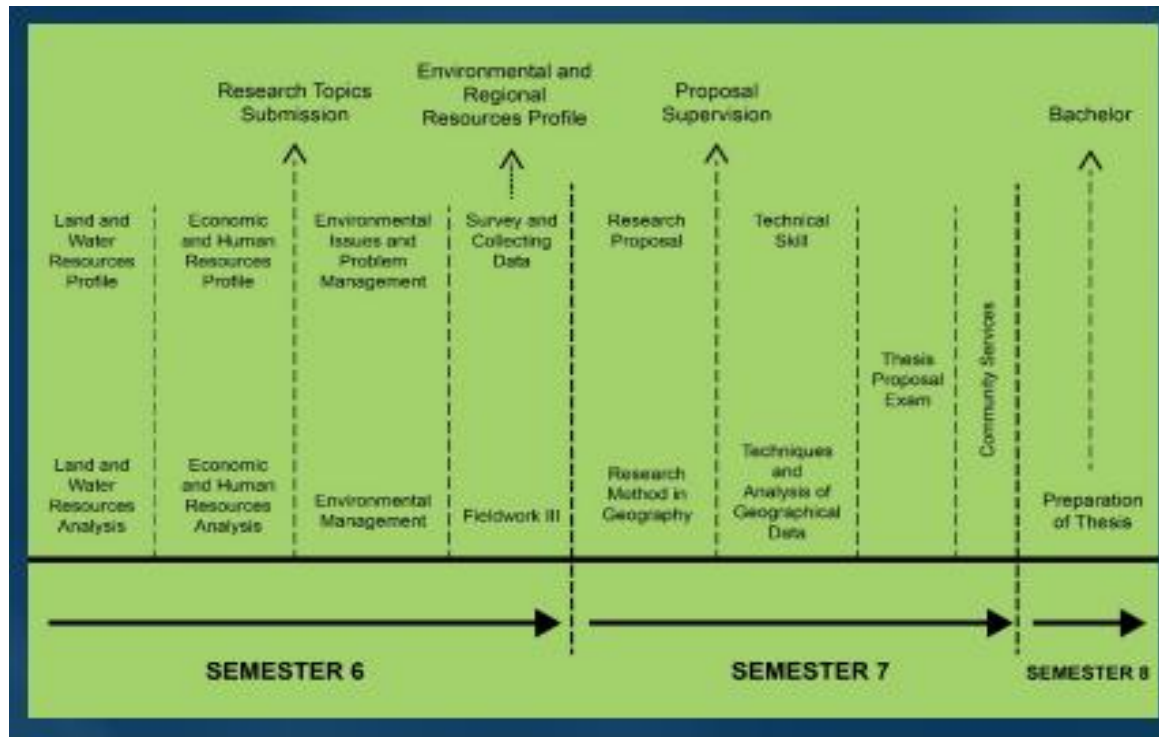 Research Topics
Submission
Environmental and
Regional
Resources Profile
Proposal
Supervision
Bachelor
Land and
Water
Resources
Profile
Economic
and Human
Resources
Profile
Environmental
Issues and
Problem
Management
Survey and
Collecting
Data
Research
Proposal
Technical
Skill
Thesis
Proposal
Exam
Community Services
Land and
Water
Resources
Analysis
Economic
and Human
Resources
Analysis
Environmental
Management
Fieldwork III
Research
Method in
Geography
Techniques
and
Analysis of
Geographical
Data
Preparation
of Thesis
SEMESTER 6
SEMESTER 7
SEMESTER 8